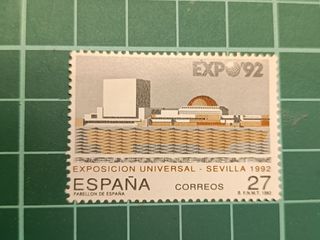 EXPO'92
EXPOSICION UNIVERSAL - SEVILLA 1992
ESPAÑA CORREOS 27
PABELLON DE ESPAÑA F.N.M.T. 1992